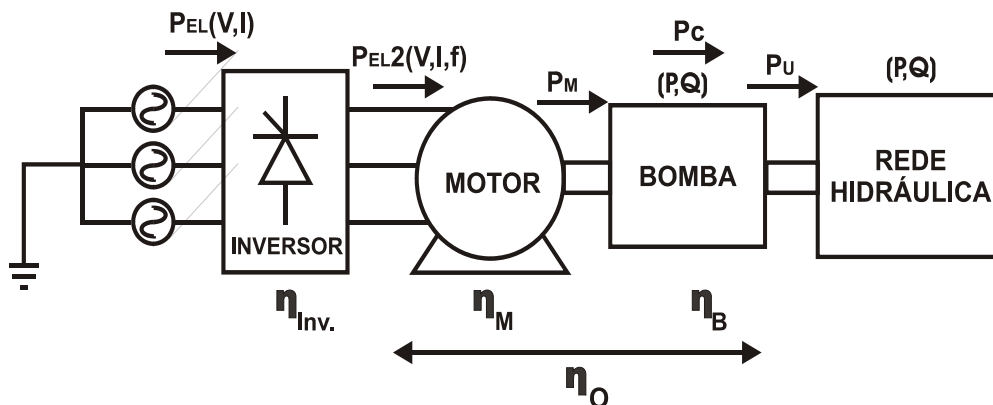 PEL(V,I)
PEL2(V,I,f)
PM
Pc
(P,Q)
PU
(P,Q)
INVERSOR
MOTOR
BOMBA
REDE
HIDRÁULICA
ηInv.
ηM
ηB
ηO